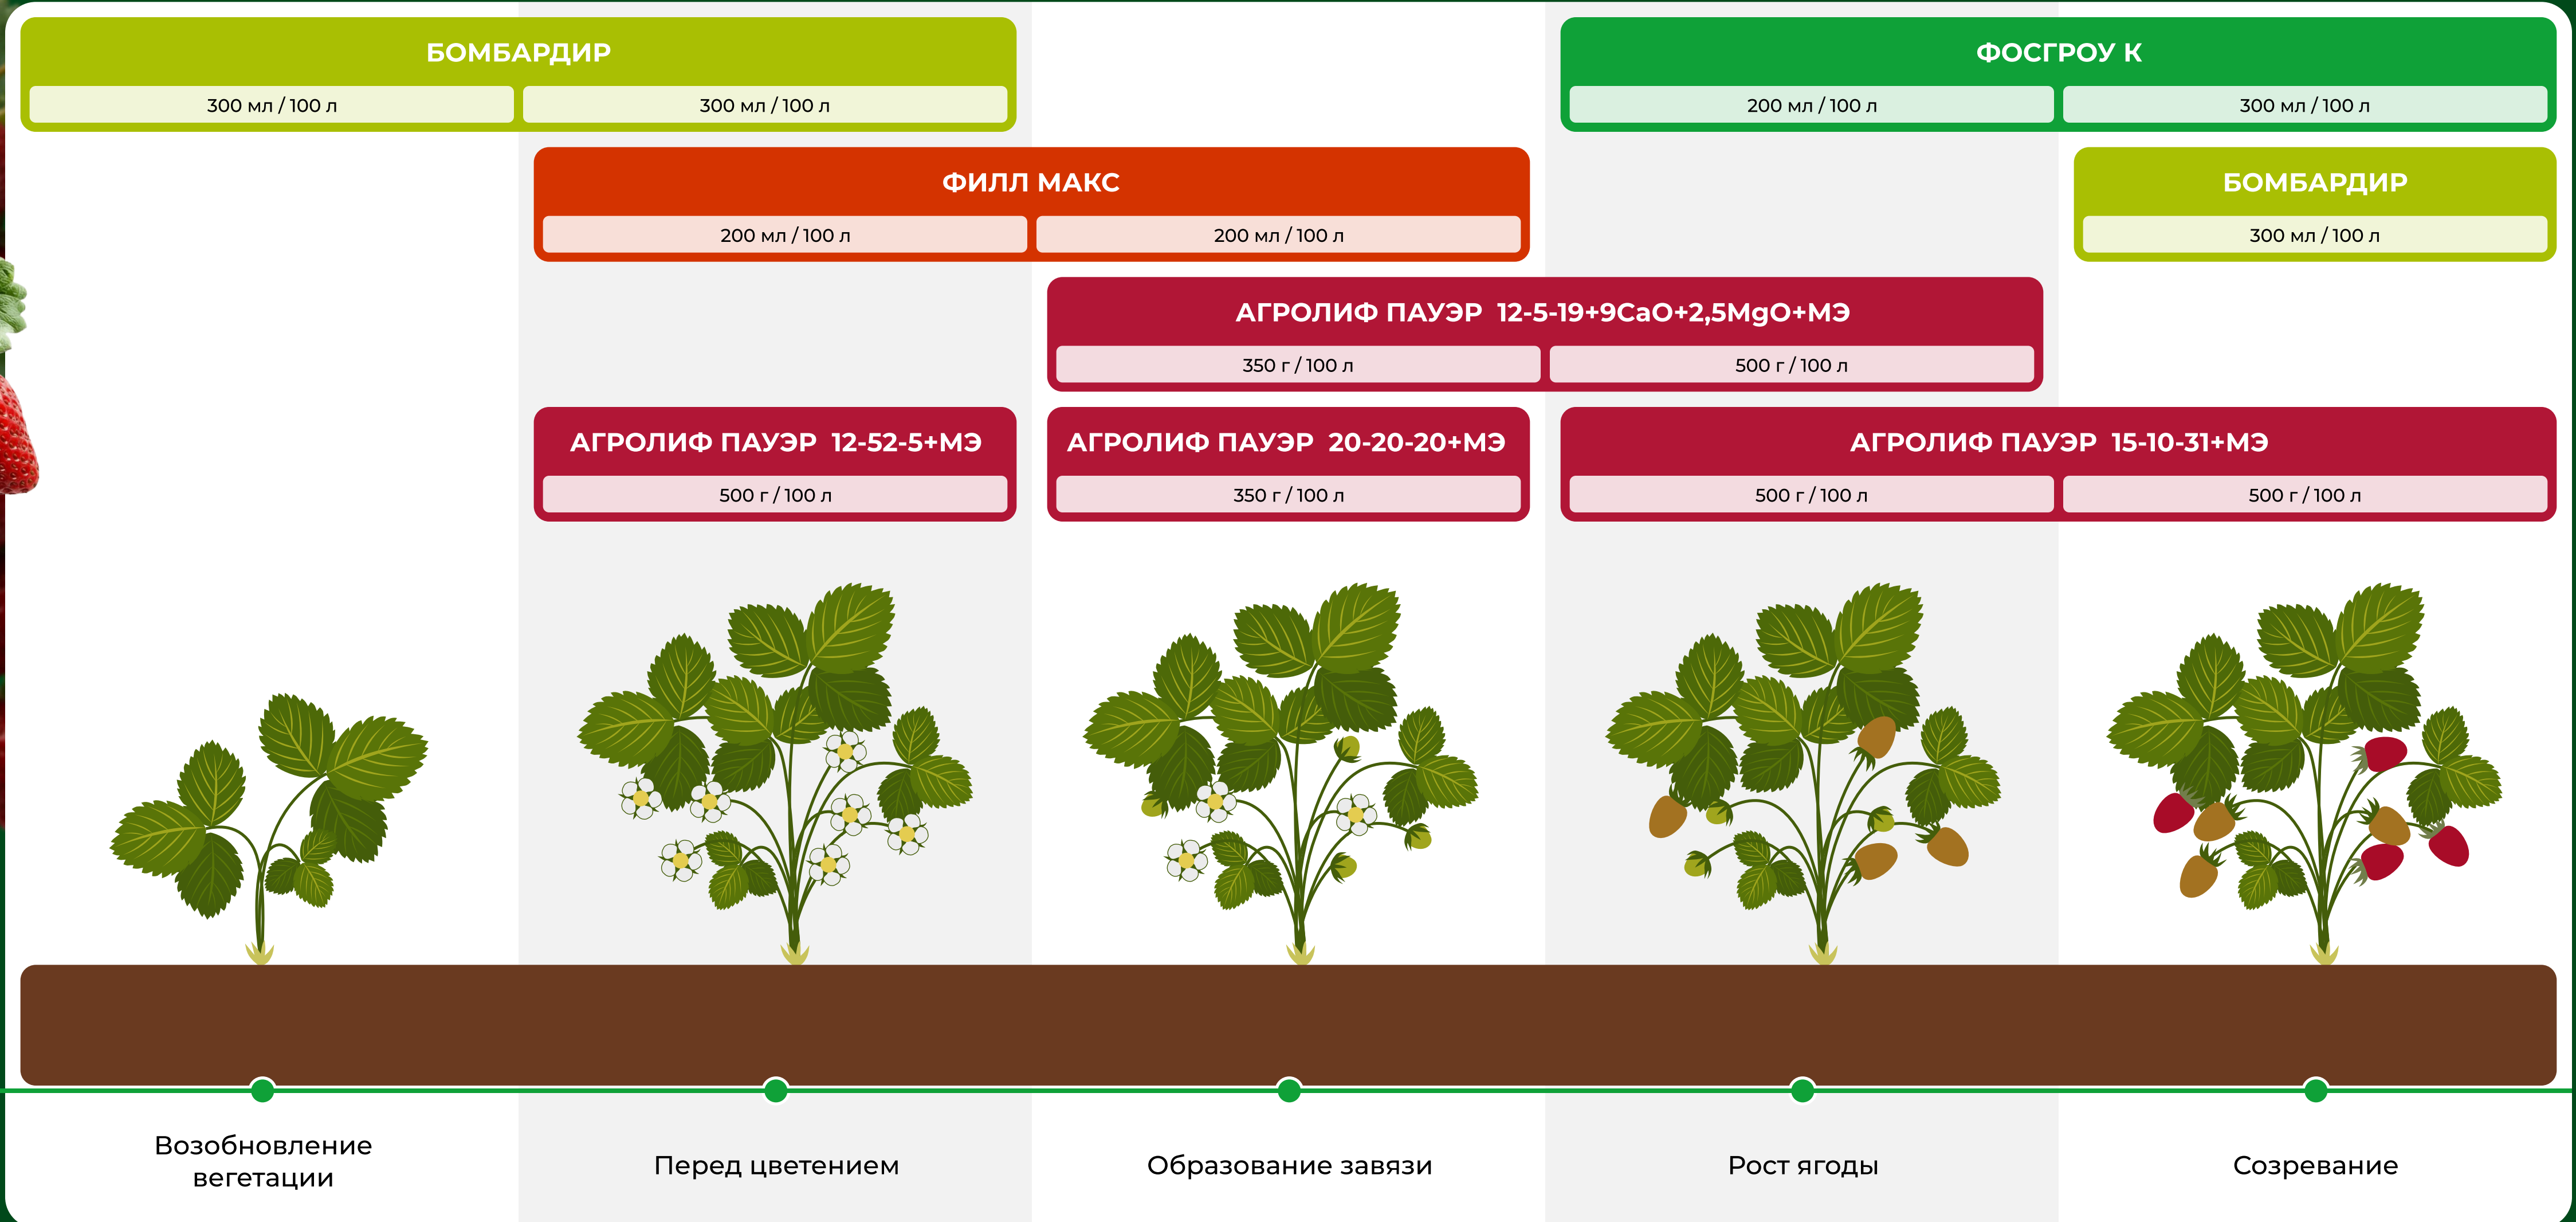 БОМБАРДИР
300 мл / 100 л
300 мл / 100 л
ФОСГРОУ К
200 мл / 100 л
300 мл / 100 л
ФИЛЛ МАКС
200 мл / 100 л
200 мл / 100 л
БОМБАРДИР
300 мл / 100 л
АГРОЛИФ ПАУЭР 12-5-19+9CaO+2,5MgO+МЭ
350 г / 100 л
500 г / 100 л
АГРОЛИФ ПАУЭР 12-52-5+МЭ
500 г / 100 л
АГРОЛИФ ПАУЭР 20-20-20+МЭ
350 г / 100 л
АГРОЛИФ ПАУЭР 15-10-31+МЭ
500 г / 100 л
500 г / 100 л
Возобновление
вегетации
Перед цветением
Образование завязи
Рост ягоды
Созревание